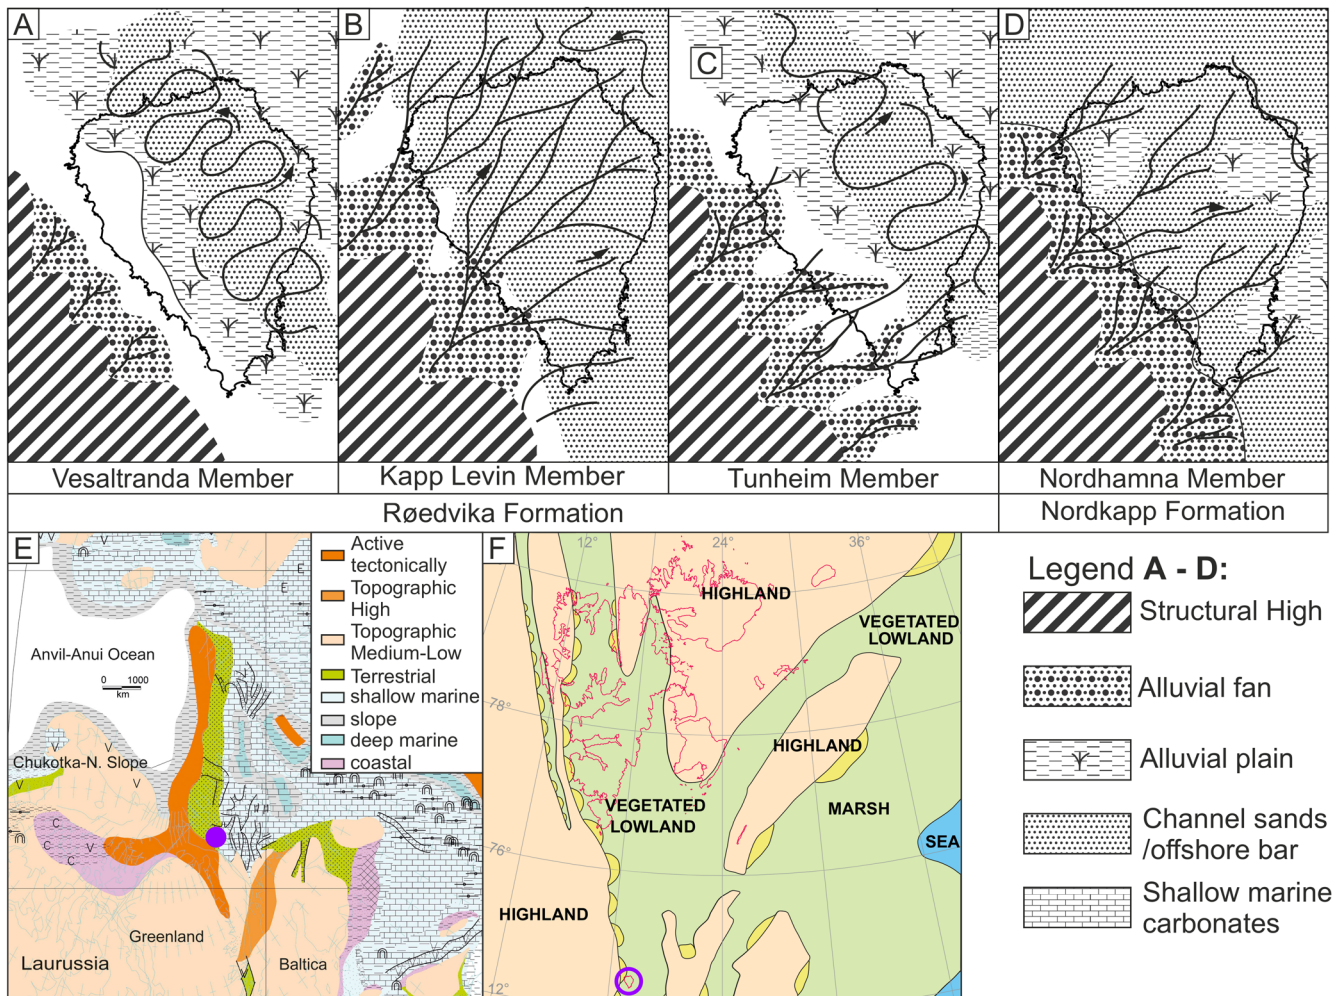 A
B
C
D
Vesaltranda Member
Kapp Levin Member
Tunheim Member
Nordhamna Member
Røedvika Formation
Nordkapp Formation
E
Anvil-Anui Ocean
0 1000
km
Chukotka-N. Slope
Greenland
Laurussia
Baltica
V
V
V
V
V
V
V
V
C
C
C
E
E
E
Active
tectonically
Topographic
High
Topographic
Medium-Low
Terrestrial
shallow marine
slope
deep marine
coastal
F
12°
24°
36°
78°
76°
12°
HIGHLAND
VEGETATED
LOWLAND
HIGHLAND
VEGETATED
LOWLAND
MARSH
SEA
HIGHLAND
Legend A - D:
Structural High
Alluvial fan
Alluvial plain
Channel sands
/offshore bar
Shallow marine
carbonates